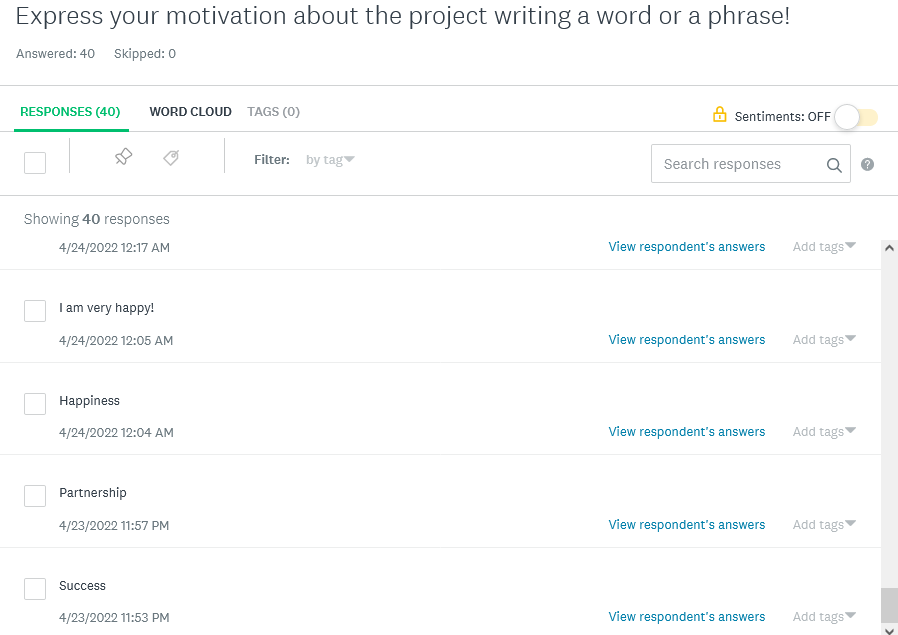 Express your motivation about the project writing a word or a phrase!
Answered: 40 Skipped: 0
RESPONSES (40) WORD CLOUD TAGS (0)
Sentiments: OFF
Filter: by tag
Search responses
?
Showing 40 responses
4/24/2022 12:17 AM View respondent's answers Add tags
I am very happy!
4/24/2022 12:05 AM View respondent's answers Add tags
Happiness
4/24/2022 12:04 AM View respondent's answers Add tags
Partnership
4/23/2022 11:57 PM View respondent's answers Add tags
Success
4/23/2022 11:53 PM View respondent's answers Add tags